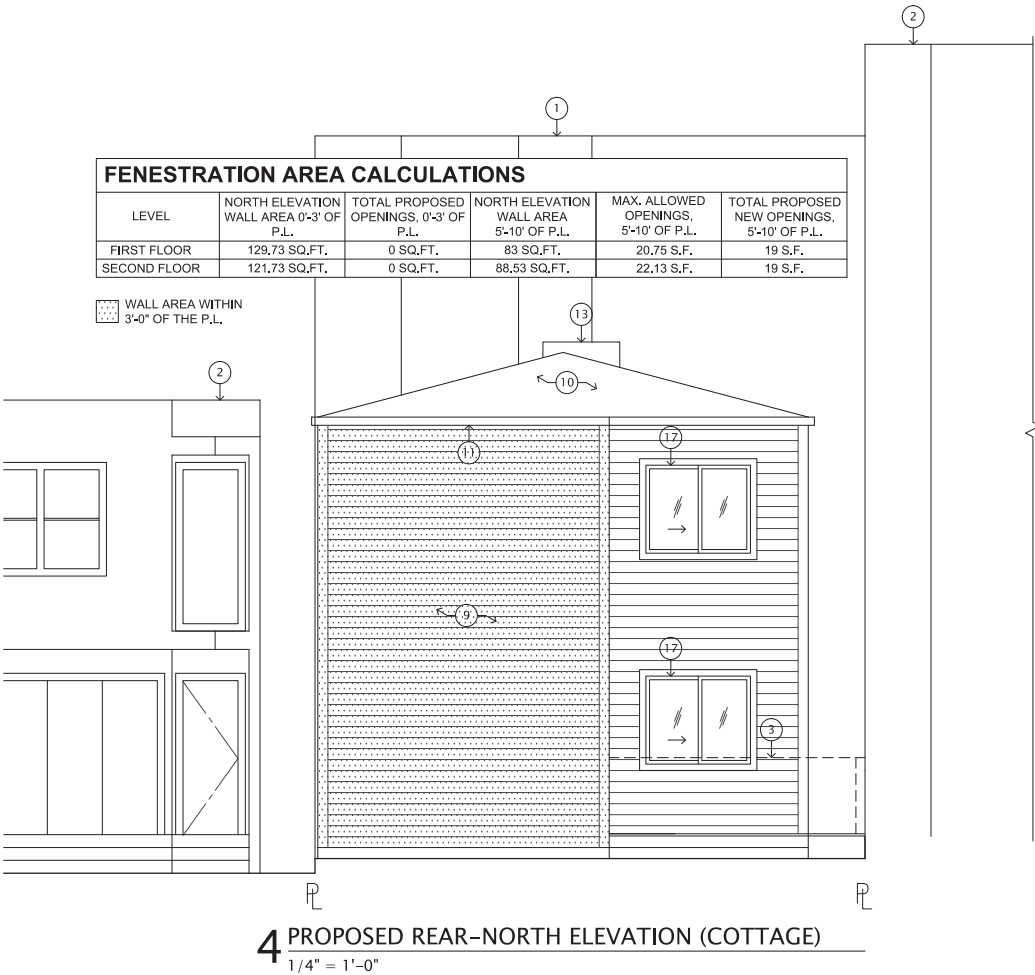 2
1
FENESTRATION AREA CALCULATIONS
LEVEL
NORTH ELEVATION
WALL AREA 0'-3' OF
P.L.
TOTAL PROPOSED
OPENINGS, 0'-3' OF
P.L.
NORTH ELEVATION
WALL AREA
5'-10' OF P.L.
MAX. ALLOWED
OPENINGS,
5'-10' OF P.L.
TOTAL PROPOSED
NEW OPENINGS,
5'-10' OF P.L.
FIRST FLOOR 129.73 SQ.FT. 0 SQ.FT. 83 SQ.FT. 20.75 S.F. 19 S.F.
SECOND FLOOR 121.73 SQ.FT. 0 SQ.FT. 88.53 SQ.FT. 22.13 S.F. 19 S.F.
WALL AREA WITHIN
3'-0" OF THE P.L.
13
2
10
11
17
9
17
3
PL PL
4 PROPOSED REAR-NORTH ELEVATION (COTTAGE)
1/4" = 1'-0"